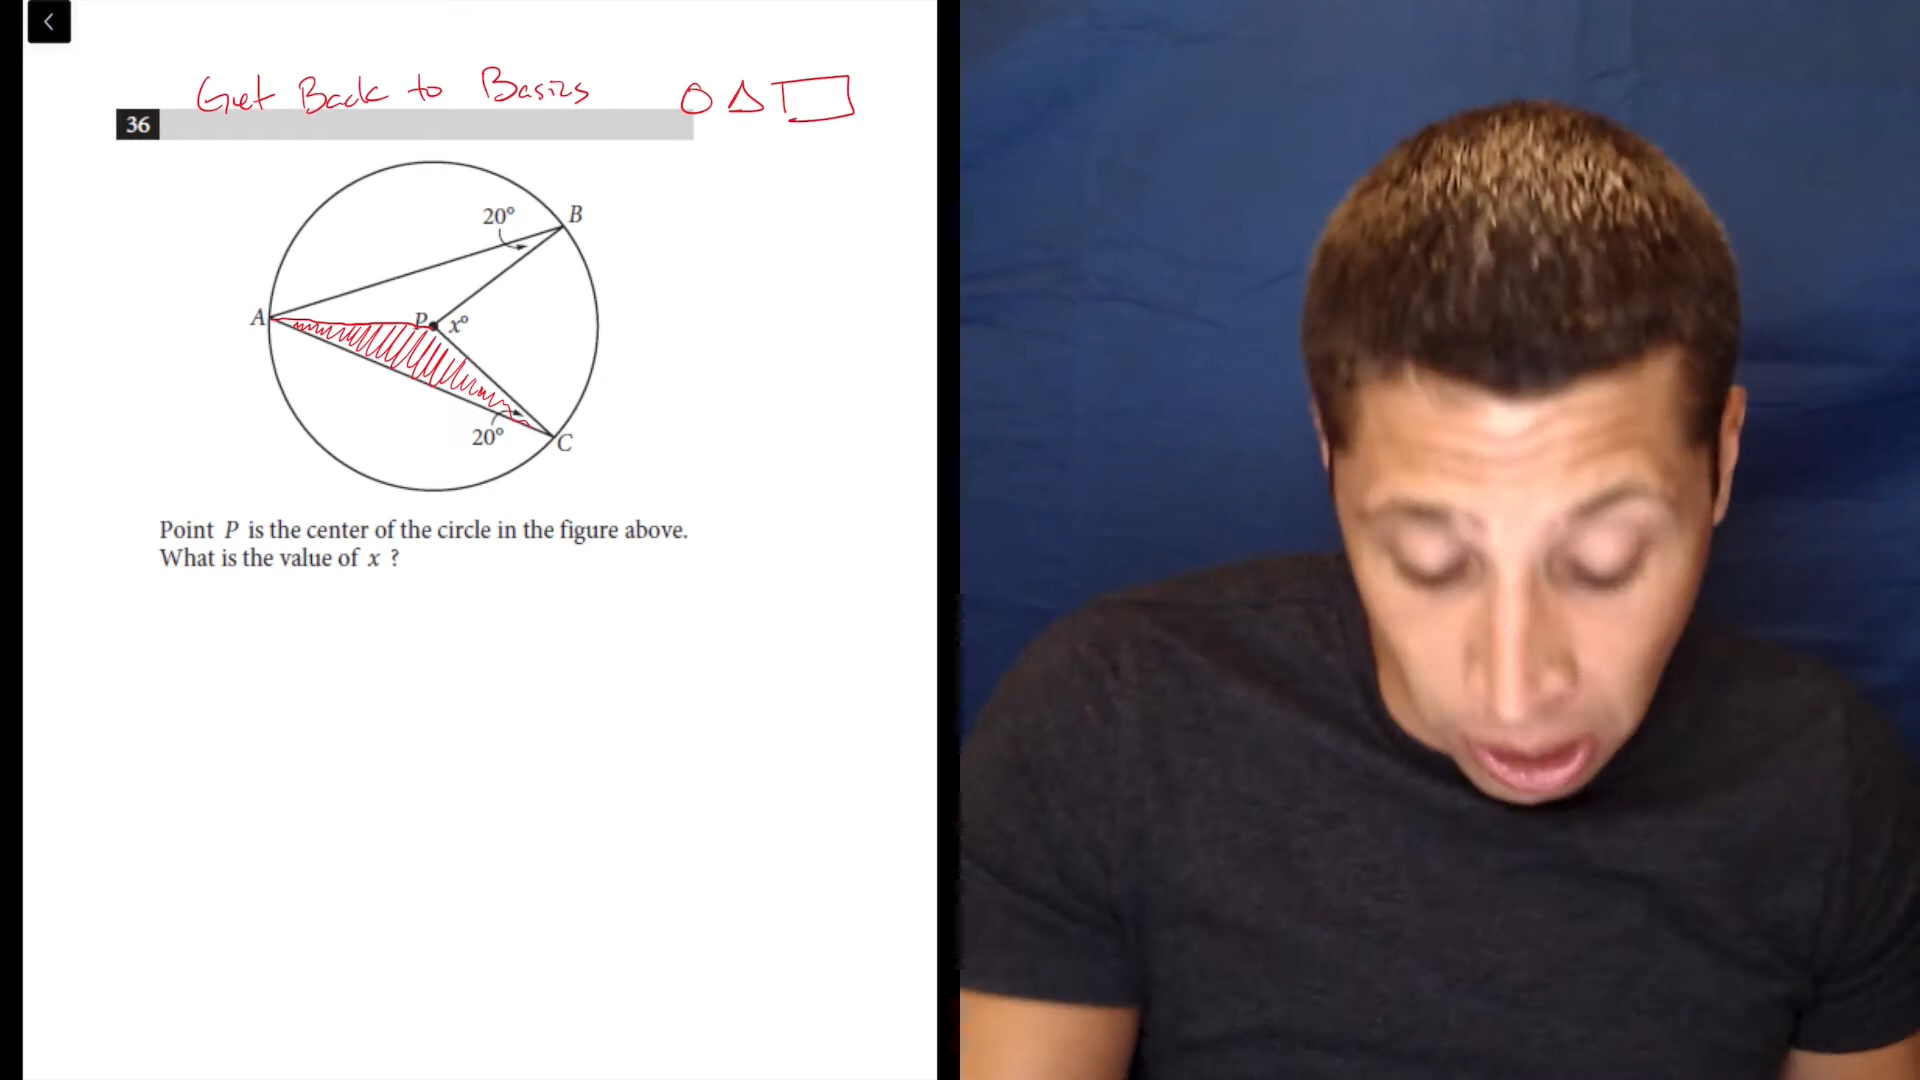 Get Back to Basizs
36
20°
B
A
P
x°
20°
C
Point P is the center of the circle in the figure above.
What is the value of x ?